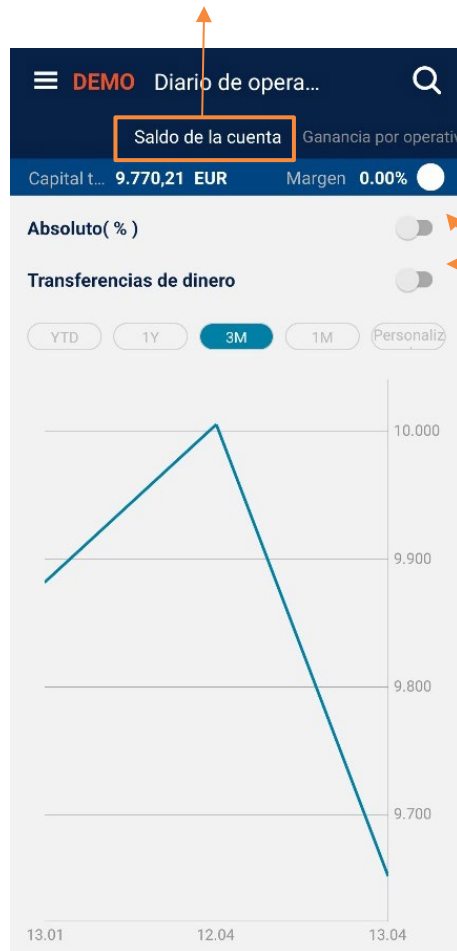 DEMO Diario de opera...
Saldo de la cuenta Ganancia por operativ
Capital t... 9.770,21 EUR Margen 0.00%
Absoluto( % )
Transferencias de dinero
YTD 1Y 3M 1M Personaliz
10.000
9.900
9.800
9.700
13.01 12.04 13.04